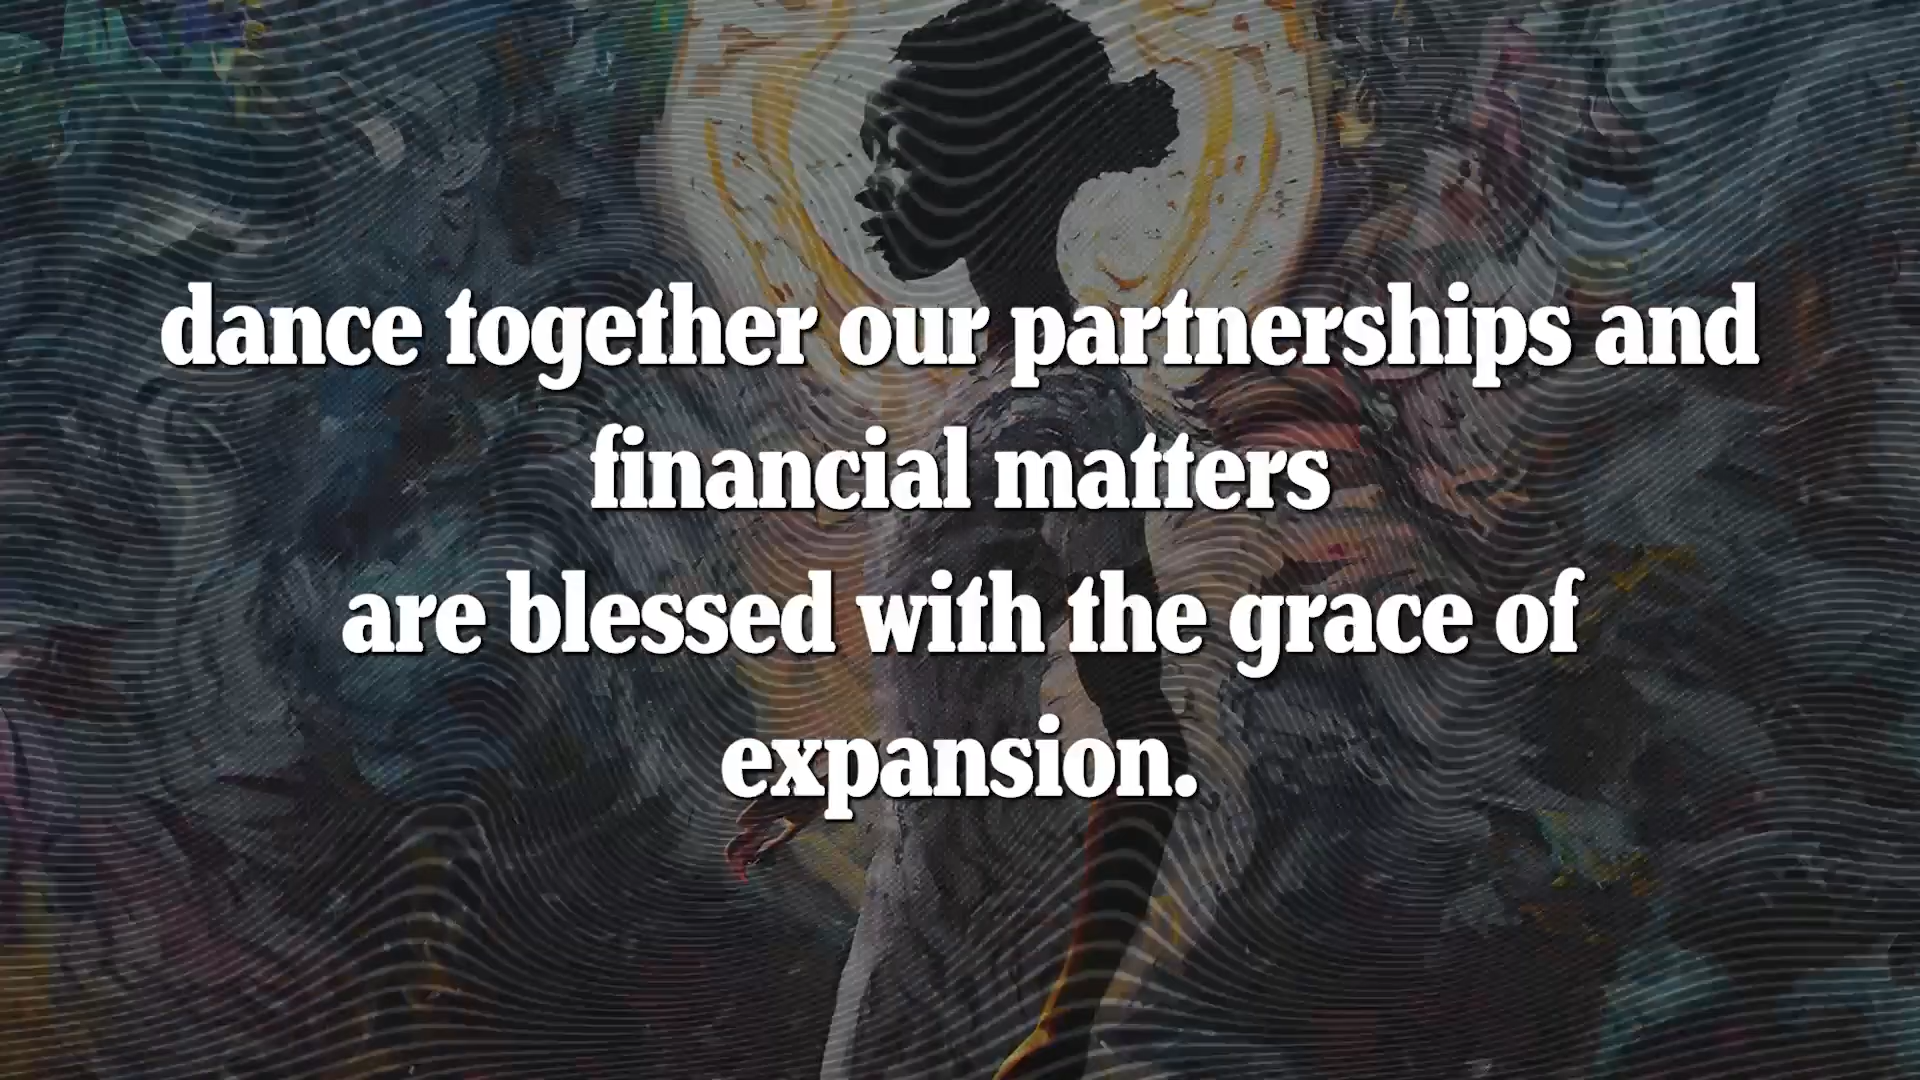 dance together our partnerships and
financial matters
are blessed with the grace of
expansion.